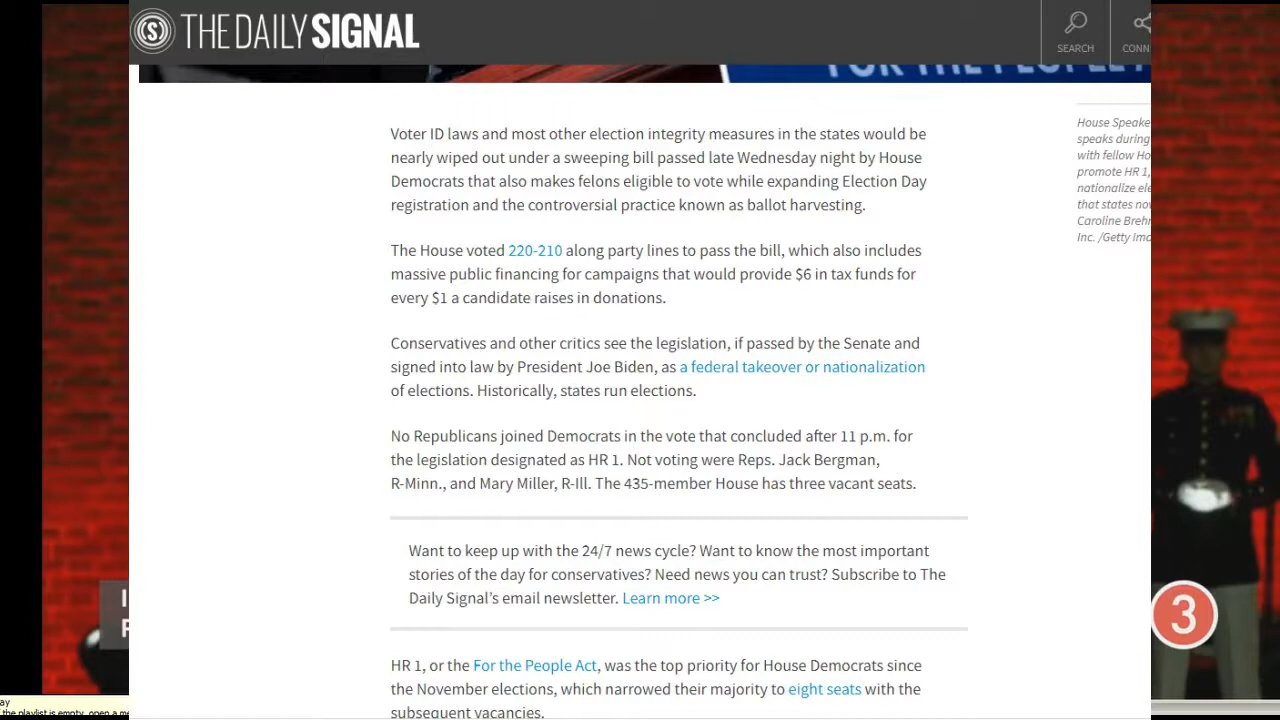 THE DAILY SIGNAL
SEARCH
CONN
FOR THE PEOPLE
Voter ID laws and most other election integrity measures in the states would be
nearly wiped out under a sweeping bill passed late Wednesday night by House
Democrats that also makes felons eligible to vote while expanding Election Day
registration and the controversial practice known as ballot harvesting.
The House voted 220-210 along party lines to pass the bill, which also includes
massive public financing for campaigns that would provide $6 in tax funds for
every $1 a candidate raises in donations.
Conservatives and other critics see the legislation, if passed by the Senate and
signed into law by President Joe Biden, as a federal takeover or nationalization
of elections. Historically, states run elections.
No Republicans joined Democrats in the vote that concluded after 11 p.m. for
the legislation designated as HR 1. Not voting were Reps. Jack Bergman,
R-Minn., and Mary Miller, R-Ill. The 435-member House has three vacant seats.
Want to keep up with the 24/7 news cycle? Want to know the most important
stories of the day for conservatives? Need news you can trust? Subscribe to The
Daily Signal’s email newsletter. Learn more >>
HR 1, or the For the People Act, was the top priority for House Democrats since
the November elections, which narrowed their majority to eight seats with the
subsequent vacancies.
House Speake
speaks during
with fellow Ho
promote HR 1,
nationalize ele
that states no
Caroline Brehr
Inc. /Getty Ima
3
ay
the playlist is empty, open a me